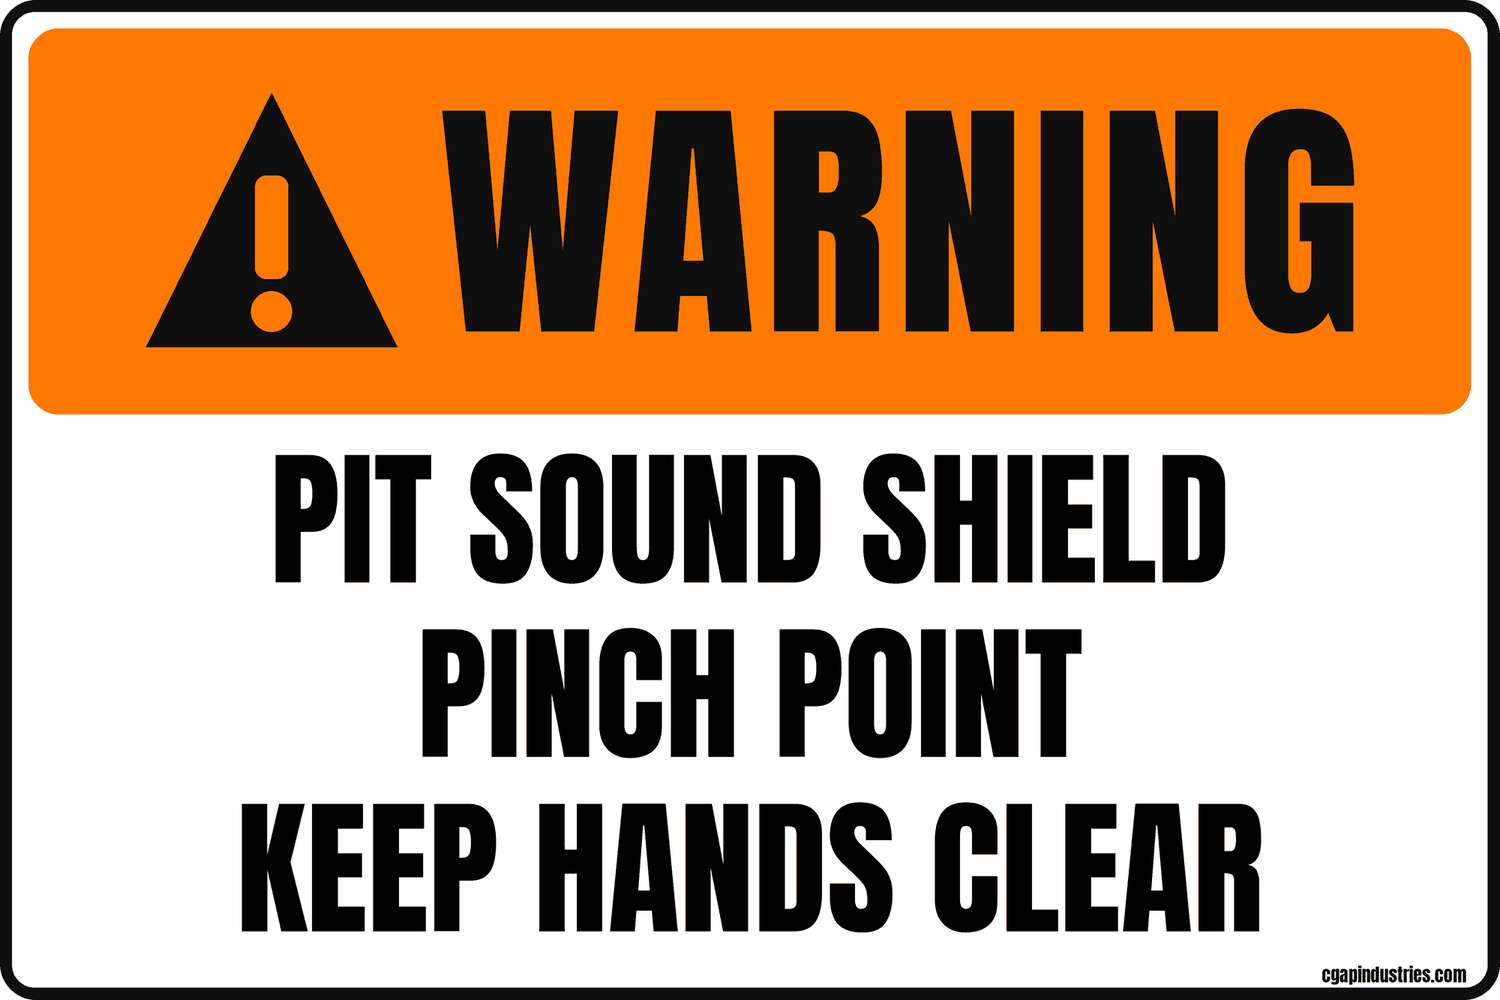 WARNING
PIT SOUND SHIELD
PINCH POINT
KEEP HANDS CLEAR
cgapindustries.com